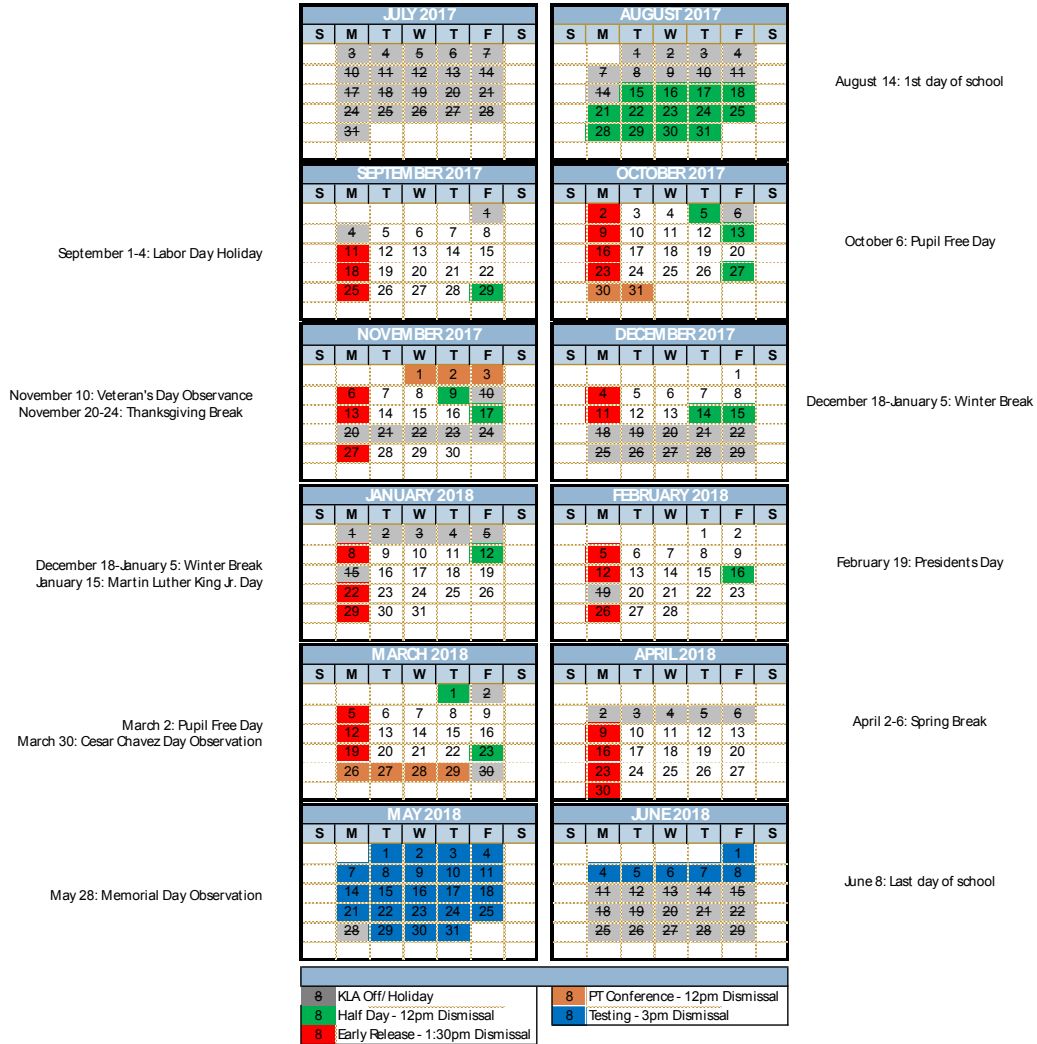 JULY 2017
S M T W T F S
3 4 5 6 7
10 11 12 13 14
17 18 19 20 21
24 25 26 27 28
31
AUGUST 2017
S M T W T F S
1 2 3 4
7 8 9 10 11
14 15 16 17 18
21 22 23 24 25
28 29 30 31
August 14: 1st day of school
September 1-4: Labor Day Holiday
SEPTEMBER 2017
S M T W T F S
1
4 5 6 7 8
11 12 13 14 15
18 19 20 21 22
25 26 27 28 29
OCTOBER 2017
S M T W T F S
2 3 4 5 6
9 10 11 12 13
16 17 18 19 20
23 24 25 26 27
30 31
October 6: Pupil Free Day
November 10: Veteran's Day Observance
November 20-24: Thanksgiving Break
NOVEMBER 2017
S M T W T F S
1 2 3
6 7 8 9 10
13 14 15 16 17
20 21 22 23 24
27 28 29 30
DECEMBER 2017
S M T W T F S
1
4 5 6 7 8
11 12 13 14 15
18 19 20 21 22
25 26 27 28 29
December 18-January 5: Winter Break
December 18-January 5: Winter Break
January 15: Martin Luther King Jr. Day
JANUARY 2018
S M T W T F S
1 2 3 4 5
8 9 10 11 12
15 16 17 18 19
22 23 24 25 26
29 30 31
FEBRUARY 2018
S M T W T F S
1 2
5 6 7 8 9
12 13 14 15 16
19 20 21 22 23
26 27 28
February 19: Presidents Day
March 2: Pupil Free Day
March 30: Cesar Chavez Day Observation
MARCH 2018
S M T W T F S
1 2
5 6 7 8 9
12 13 14 15 16
19 20 21 22 23
26 27 28 29 30
APRIL 2018
S M T W T F S
2 3 4 5 6
9 10 11 12 13
16 17 18 19 20
23 24 25 26 27
30
April 2-6: Spring Break
May 28: Memorial Day Observation
MAY 2018
S M T W T F S
1 2 3 4
7 8 9 10 11
14 15 16 17 18
21 22 23 24 25
28 29 30 31
JUNE 2018
S M T W T F S
1
4 5 6 7 8
11 12 13 14 15
18 19 20 21 22
25 26 27 28 29
June 8: Last day of school
8 KLA Off/Holiday
8 Half Day - 12pm Dismissal
8 Early Release - 1:30pm Dismissal
8 PT Conference - 12pm Dismissal
8 Testing - 3pm Dismissal